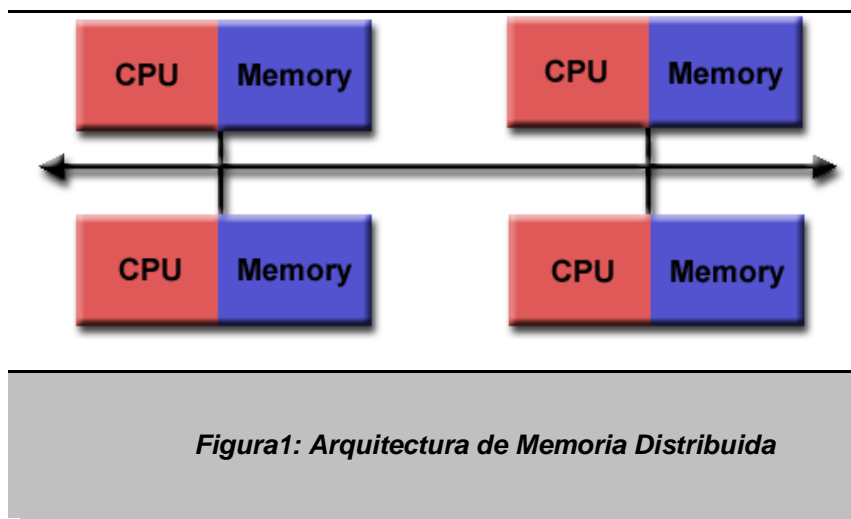 CPU Memory CPU Memory
CPU Memory CPU Memory
Figura1: Arquitectura de Memoria Distribuida